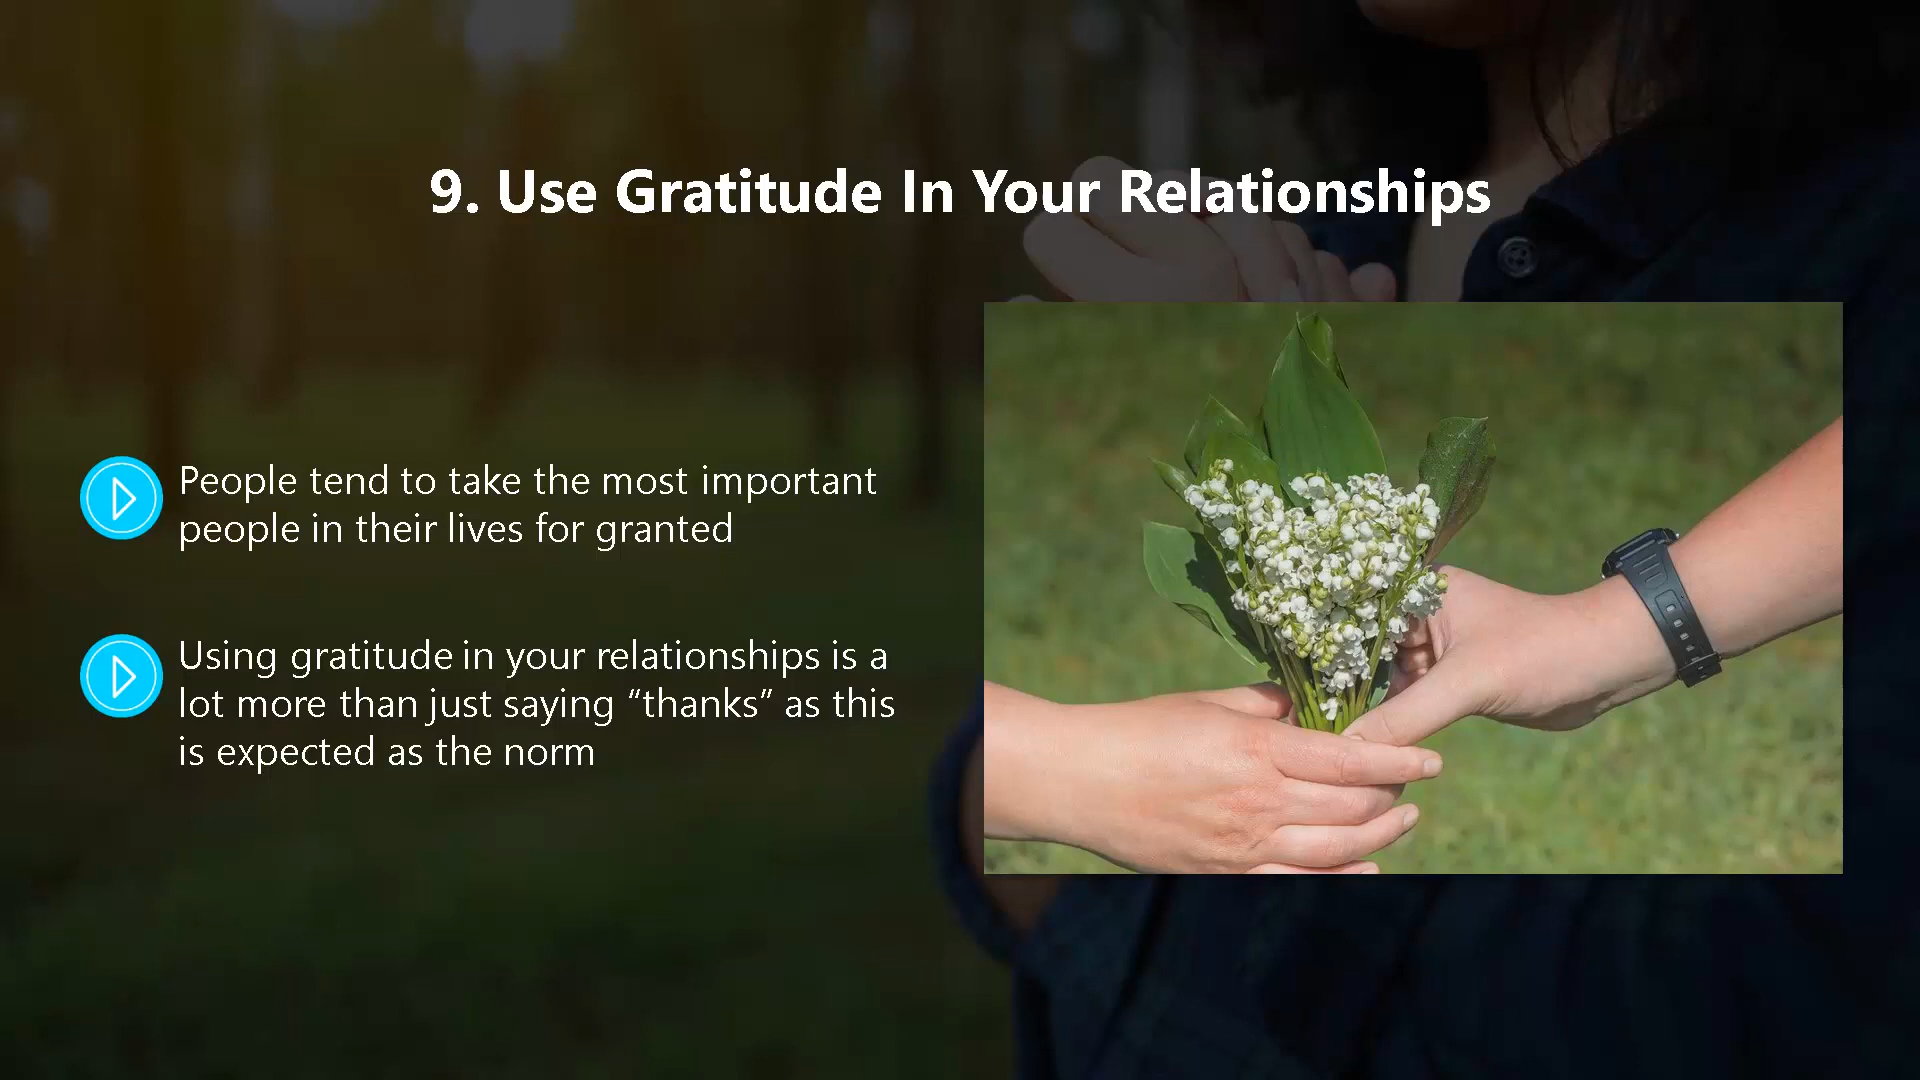 9. Use Gratitude In Your Relationships
People tend to take the most important
people in their lives for granted
Using gratitude in your relationships is a
lot more than just saying “thanks” as this
is expected as the norm